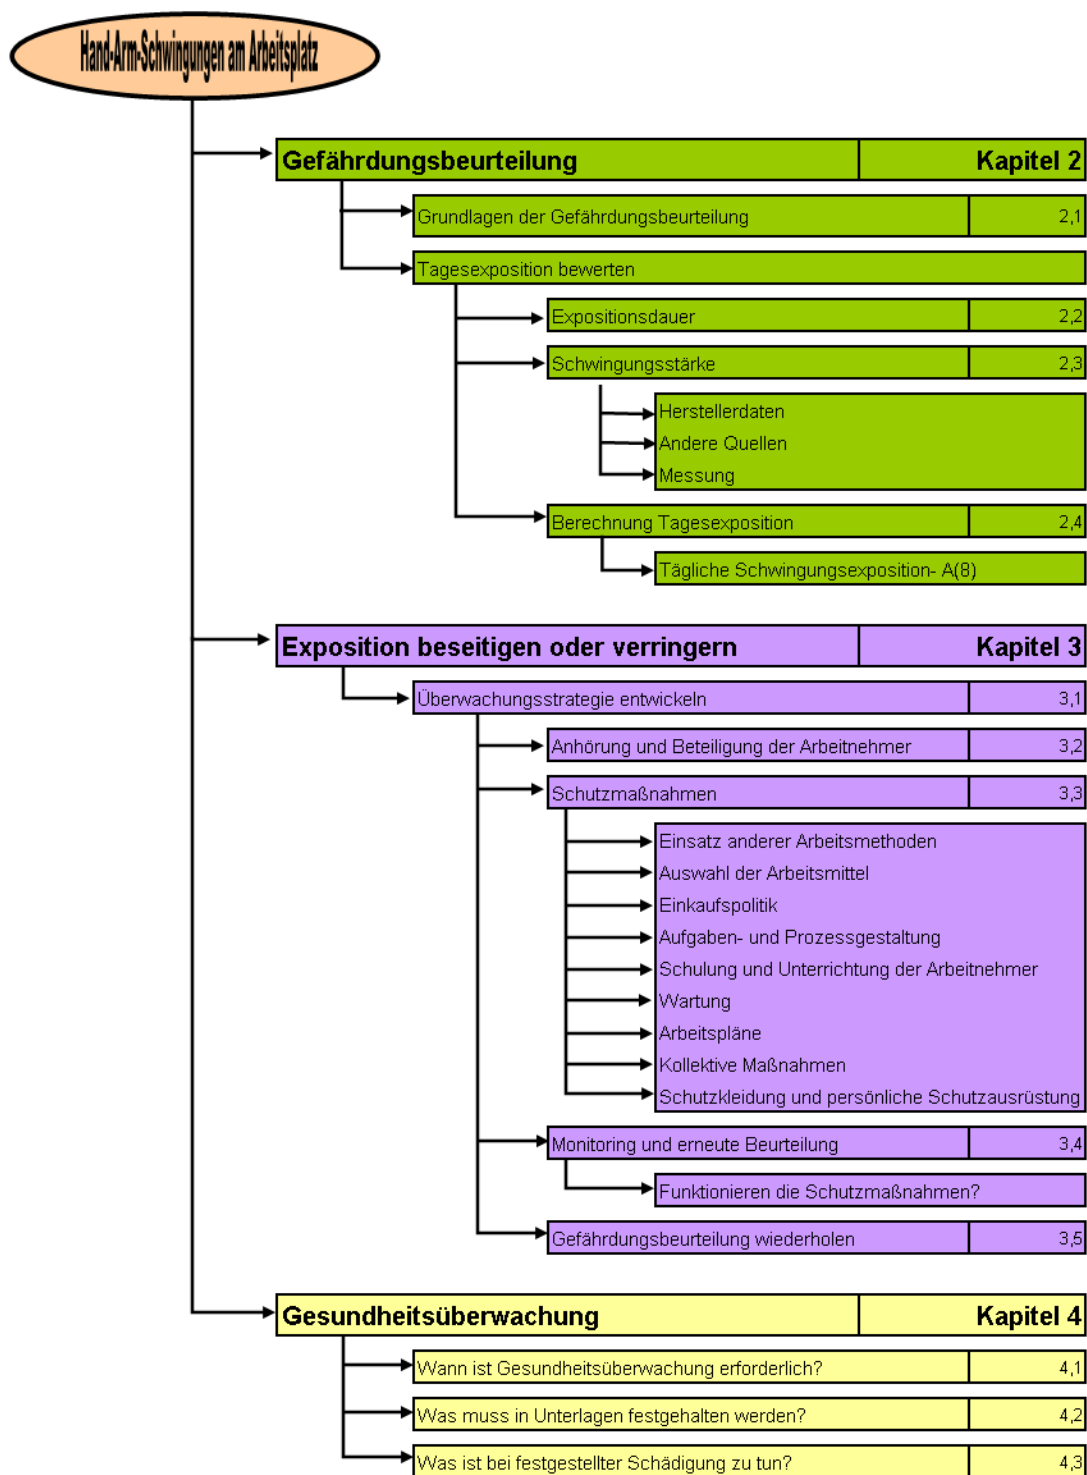 Hand-Arm-Schwingungen am Arbeitsplatz
Gefährdungsbeurteilung Kapitel 2
Grundlagen der Gefährdungsbeurteilung 2,1
Tagesexposition bewerten
Expositionsdauer 2,2
Schwingungsstärke 2,3
Herstellerdaten
Andere Quellen
Messung
Berechnung Tagesexposition 2,4
Tägliche Schwingungsexposition- A(8)
Exposition beseitigen oder verringern Kapitel 3
Überwachungsstrategie entwickeln 3,1
Anhörung und Beteiligung der Arbeitnehmer 3,2
Schutzmaßnahmen 3,3
Einsatz anderer Arbeitsmethoden
Auswahl der Arbeitsmittel
Einkaufspolitik
Aufgaben- und Prozessgestaltung
Schulung und Unterrichtung der Arbeitnehmer
Wartung
Arbeitspläne
Kollektive Maßnahmen
Schutzkleidung und persönliche Schutzausrüstung
Monitoring und erneute Beurteilung 3,4
Funktionieren die Schutzmaßnahmen?
Gefährdungsbeurteilung wiederholen 3,5
Gesundheitsüberwachung Kapitel 4
Wann ist Gesundheitsüberwachung erforderlich? 4,1
Was muss in Unterlagen festgehalten werden? 4,2
Was ist bei festgestellter Schädigung zu tun? 4,3